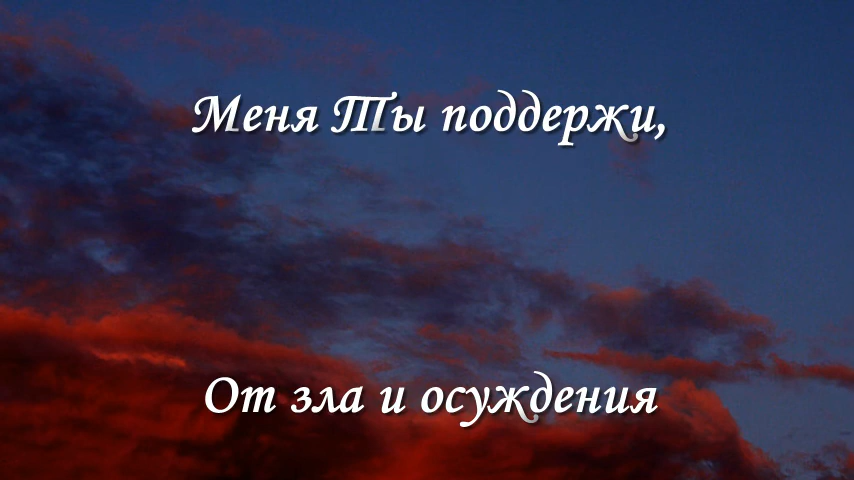 Меня Ты поддержи,
От зла и осуждения